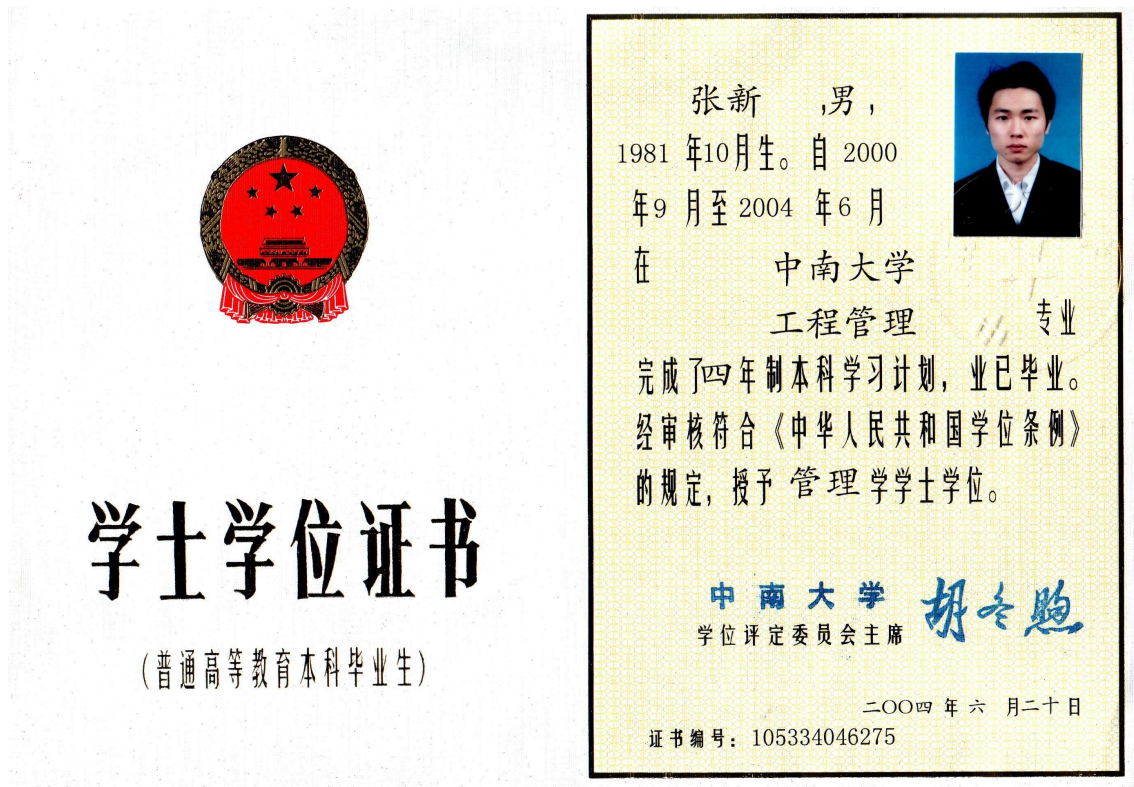 学士学位证书
(普通高等教育本科毕业生)
张新 ,男,
1981 年10月生。自 2000
年9 月至 2004 年6 月
在 中南大学
工程管理 专业
完成了四年制本科学习计划，业已毕业。
经审核符合《中华人民共和国学位条例》
的规定，授予 管理 学学士学位。
中南大学
学位评定委员会主席 胡冬煦
二〇〇四 年 六 月二十日
证书编号：105334046275